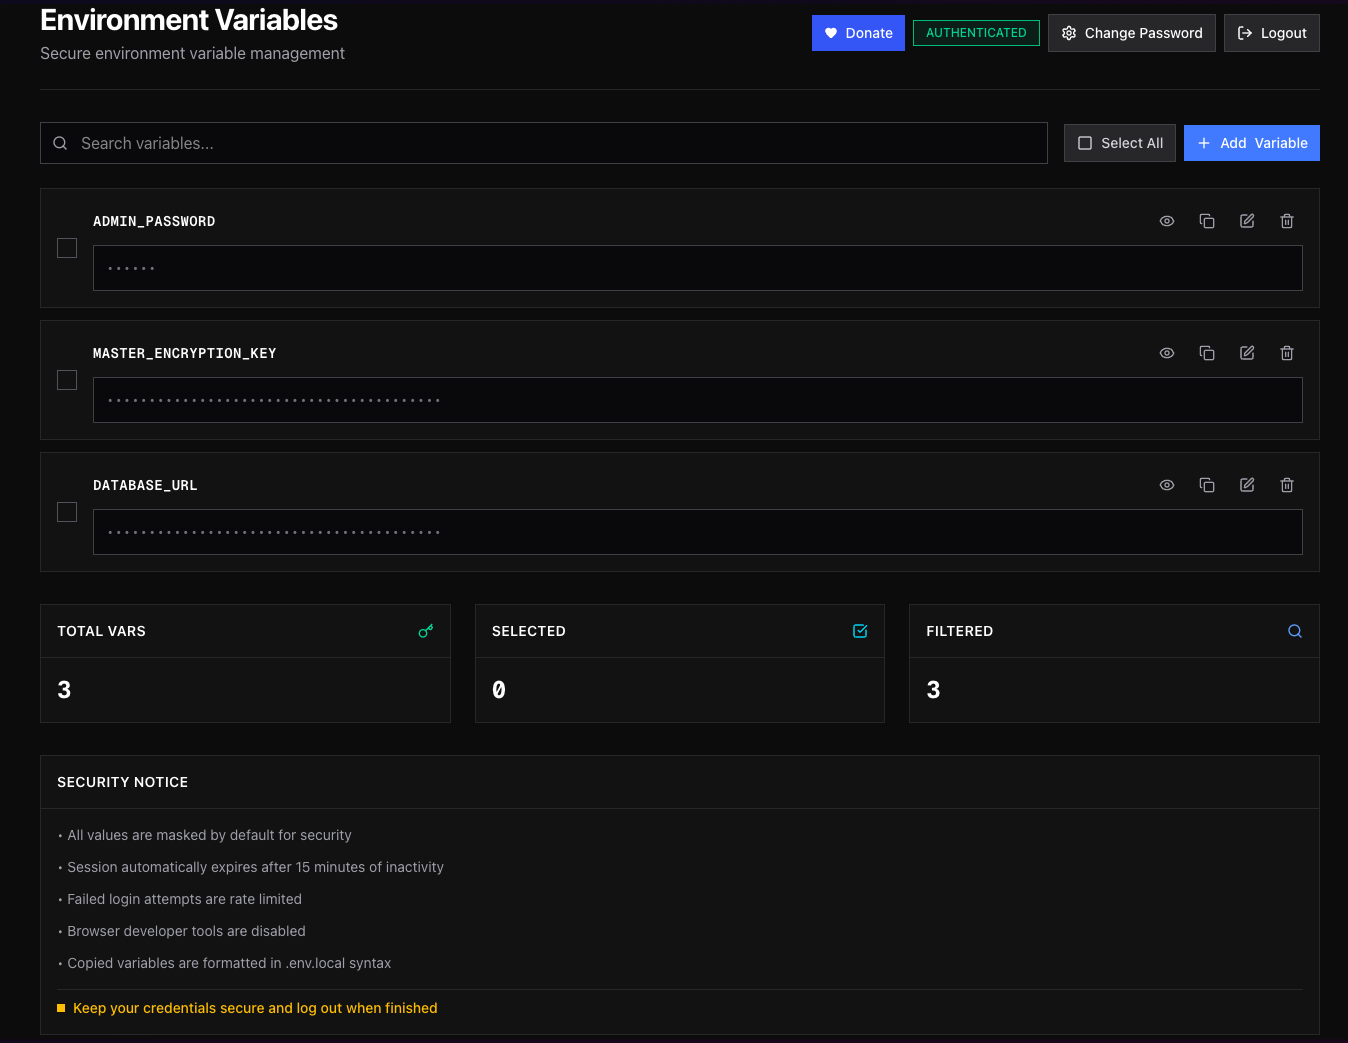 Environment Variables
Secure environment variable management
Donate
AUTHENTICATED
Change Password
Logout
Search variables...
Select All
Add Variable
ADMIN_PASSWORD
••••••
MASTER_ENCRYPTION_KEY
••••••••••••••••••••••••••••••••••••••••
DATABASE_URL
••••••••••••••••••••••••••••••••••••••••
TOTAL VARS
3
SELECTED
0
FILTERED
3
SECURITY NOTICE
• All values are masked by default for security
• Session automatically expires after 15 minutes of inactivity
• Failed login attempts are rate limited
• Browser developer tools are disabled
• Copied variables are formatted in .env.local syntax
Keep your credentials secure and log out when finished